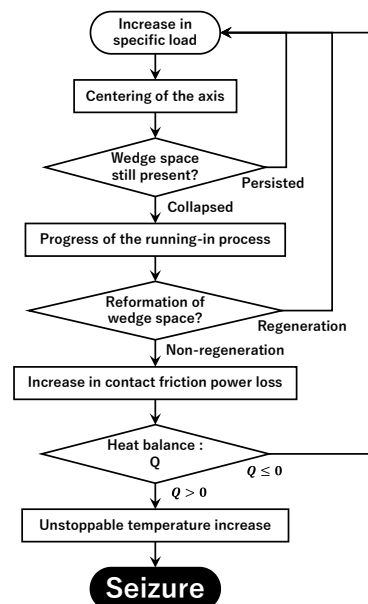 Increase in
specific load
Centering of the axis
Wedge space
still present?
Persisted
Collapsed
Progress of the running-in process
Reformation of
wedge space?
Regeneration
Non-regeneration
Increase in contact friction power loss
Heat balance :
Q
Q ≤ 0
Q > 0
Unstoppable temperature increase
Seizure